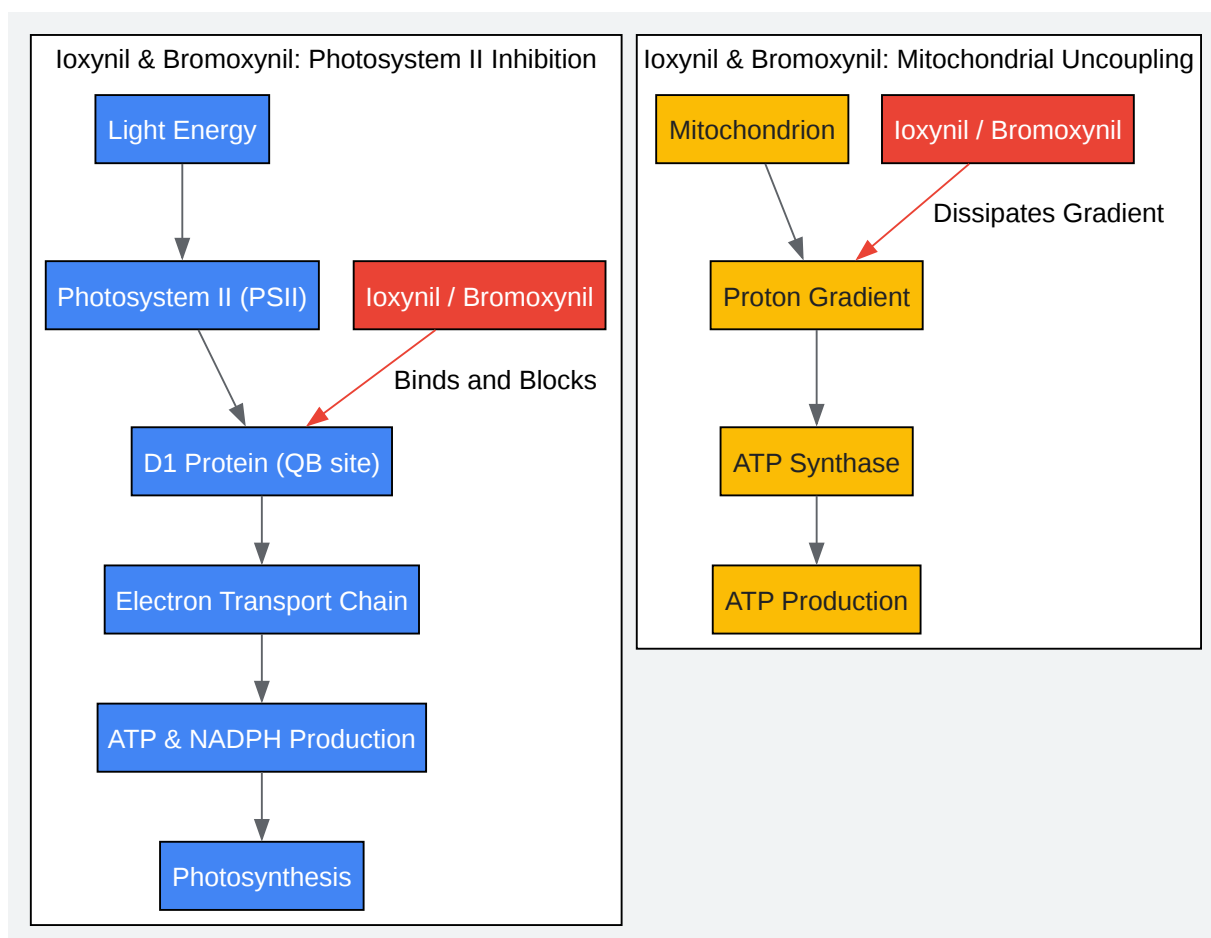 Ioxynil & Bromoxynil: Photosystem II Inhibition
Light Energy
Photosystem II (PSII)
Ioxynil / Bromoxynil
Binds and Blocks
D1 Protein (QB site)
Electron Transport Chain
ATP & NADPH Production
Photosynthesis
Ioxynil & Bromoxynil: Mitochondrial Uncoupling
Mitochondrion
Ioxynil / Bromoxynil
Dissipates Gradient
Proton Gradient
ATP Synthase
ATP Production